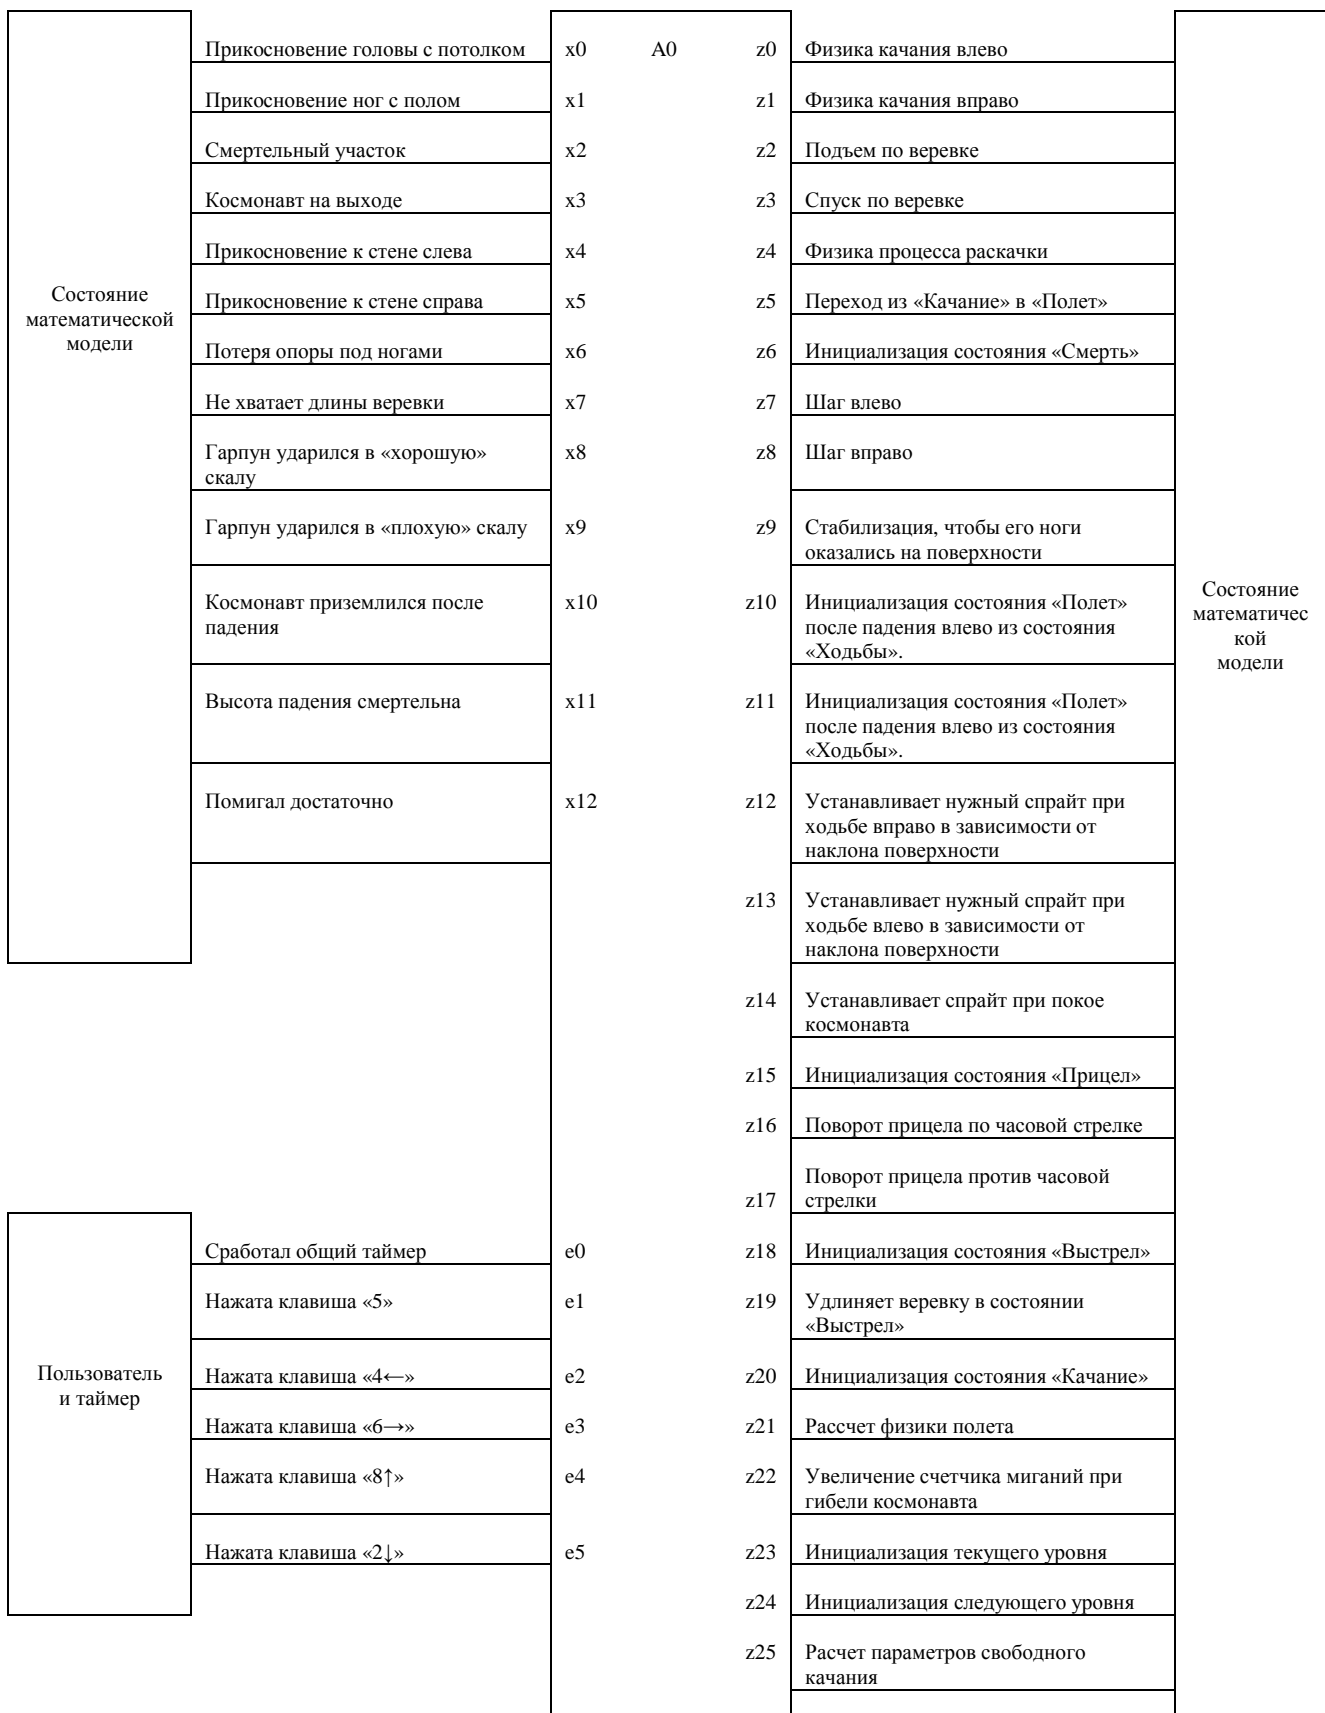 Прикосновение головы с потолком x0 A0 z0 Физика качания влево
Прикосновение ног с полом x1 z1 Физика качания вправо
Смертельный участок x2 z2 Подъем по веревке
Космонавт на выходе x3 z3 Спуск по веревке
Прикосновение к стене слева x4 z4 Физика процесса раскачки
Состояние
математической
модели
Прикосновение к стене справа x5 z5 Переход из «Качание» в «Полет»
Потеря опоры под ногами x6 z6 Инициализация состояния «Смерть»
Не хватает длины веревки x7 z7 Шаг влево
Гарпун ударился в «хорошую» x8 z8 Шаг вправо
скалу
Гарпун ударился в «плохую» скалу x9 z9 Стабилизация, чтобы его ноги
оказались на поверхности
Космонавт приземлился после x10 z10 Инициализация состояния «Полет»
падения после падения влево из состояния
«Ходьбы».
Состояние
математичес
кой
модели
Высота падения смертельна x11 z11 Инициализация состояния «Полет»
после падения влево из состояния
«Ходьбы».
Помигал достаточно x12 z12 Устанавливает нужный спрайт при
ходьбе вправо в зависимости от
наклона поверхности
z13 Устанавливает нужный спрайт при
ходьбе влево в зависимости от
наклона поверхности
z14 Устанавливает спрайт при покое
космонавта
z15 Инициализация состояния «Прицел»
z16 Поворот прицела по часовой стрелке
Поворот прицела против часовой
z17 стрелки
Сработал общий таймер e0 z18 Инициализация состояния «Выстрел»
Нажата клавиша «5» e1 z19 Удлиняет веревку в состоянии
«Выстрел»
Пользователь
и таймер
Нажата клавиша «4←» e2 z20 Инициализация состояния «Качание»
Нажата клавиша «6→» e3 z21 Рассчет физики полета
Нажата клавиша «8↑» e4 z22 Увеличение счетчика миганий при
гибели космонавта
Нажата клавиша «2↓» e5 z23 Инициализация текущего уровня
z24 Инициализация следующего уровня
z25 Расчет параметров свободного
качания